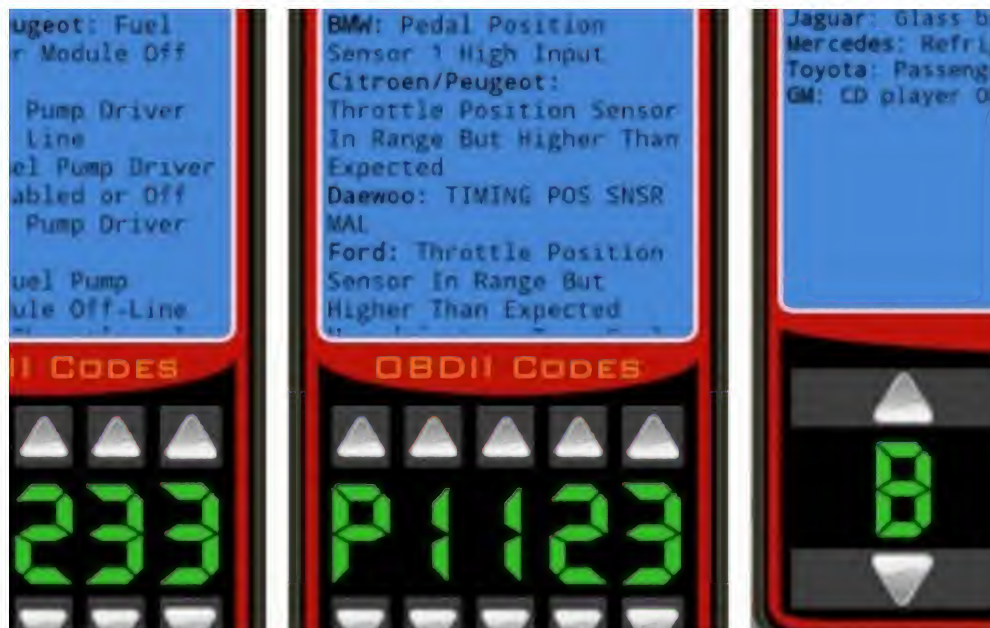 ugeot: Fuel
r Module Off
Pump Driver
Line
el Pump Driver
abled or Off
Pump Driver
uel Pump
ule Off-Line
II CODES
233
BMW: Pedal Position
Sensor 1 High Input
Citroen/Peugeot:
Throttle Position Sensor
In Range But Higher Than
Expected
Daewoo: TIMING POS SNSR
MAL
Ford: Throttle Position
Sensor In Range But
Higher Than Expected
OBDII CODES
P1123
Jaguar: Glass b
Mercedes: Refri
Toyota: Passeng
GM: CD player O
B